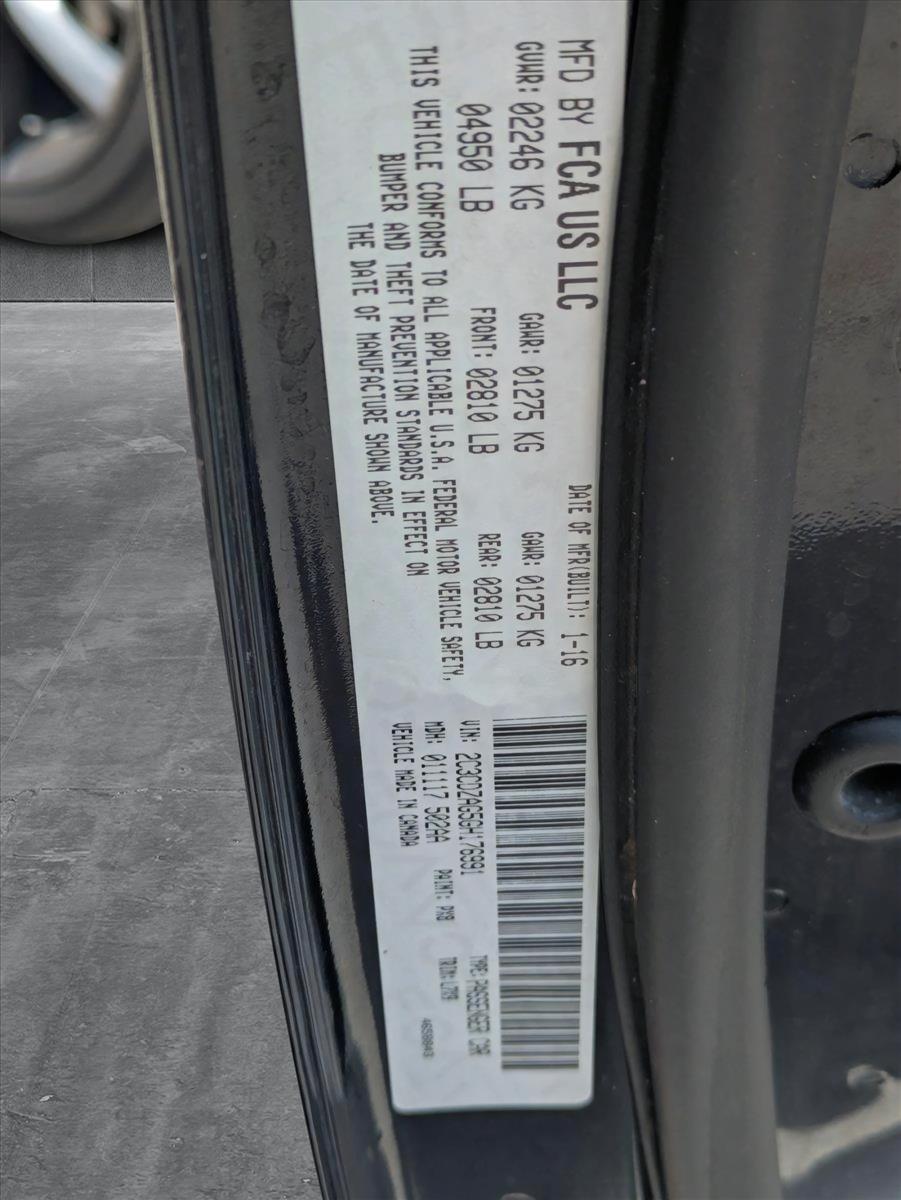 MFD BY FCA US LLC
DATE OF MFR(BUILT): 1-16
GVWR: 02246 KG
GAWR: 01275 KG
GAWR: 01275 KG
04950 LB
FRONT: 02810 LB
REAR: 02810 LB
THIS VEHICLE CONFORMS TO ALL APPLICABLE U.S.A. FEDERAL MOTOR VEHICLE SAFETY,
BUMPER AND THEFT PREVENTION STANDARDS IN EFFECT ON
THE DATE OF MANUFACTURE SHOWN ABOVE.
VIN: 2C3CDZAG5GH176991
TYPE: PASSENGER CAR
MDH: 011117 502AA
PAINT: PX8
TRIM: L7X9
VEHICLE MADE IN CANADA